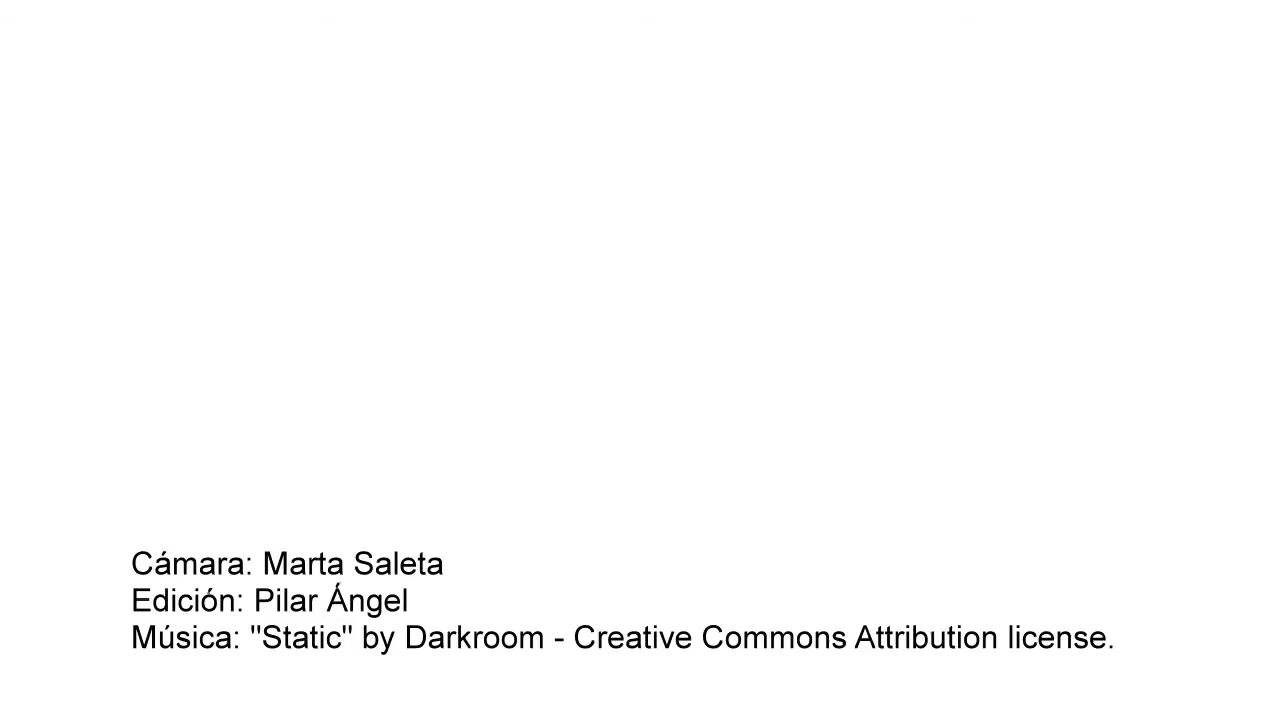 Cámara: Marta Saleta
Edición: Pilar Ángel
Música: "Static" by Darkroom - Creative Commons Attribution license.